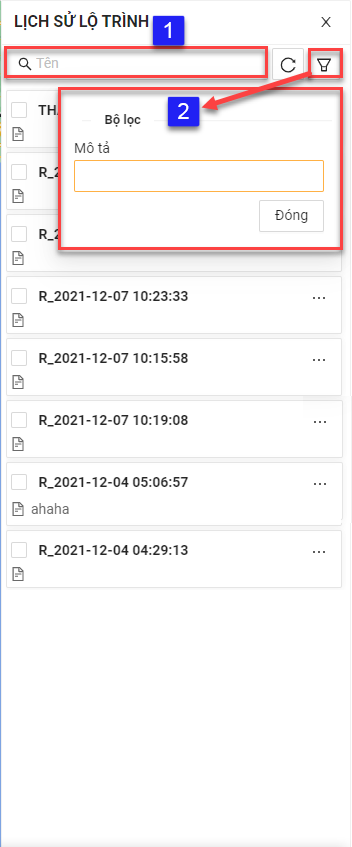 LỊCH SỬ LỘ TRÌNH
1
Tên
THA
2
Bộ lọc
Mô tả
R_2
R_2
Đóng
R_2021-12-07 10:23:33
R_2021-12-07 10:15:58
R_2021-12-07 10:19:08
R_2021-12-04 05:06:57
ahaha
R_2021-12-04 04:29:13